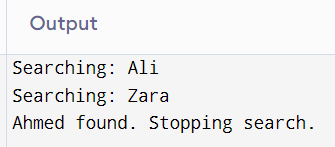 Output
Searching: Ali
Searching: Zara
Ahmed found. Stopping search.